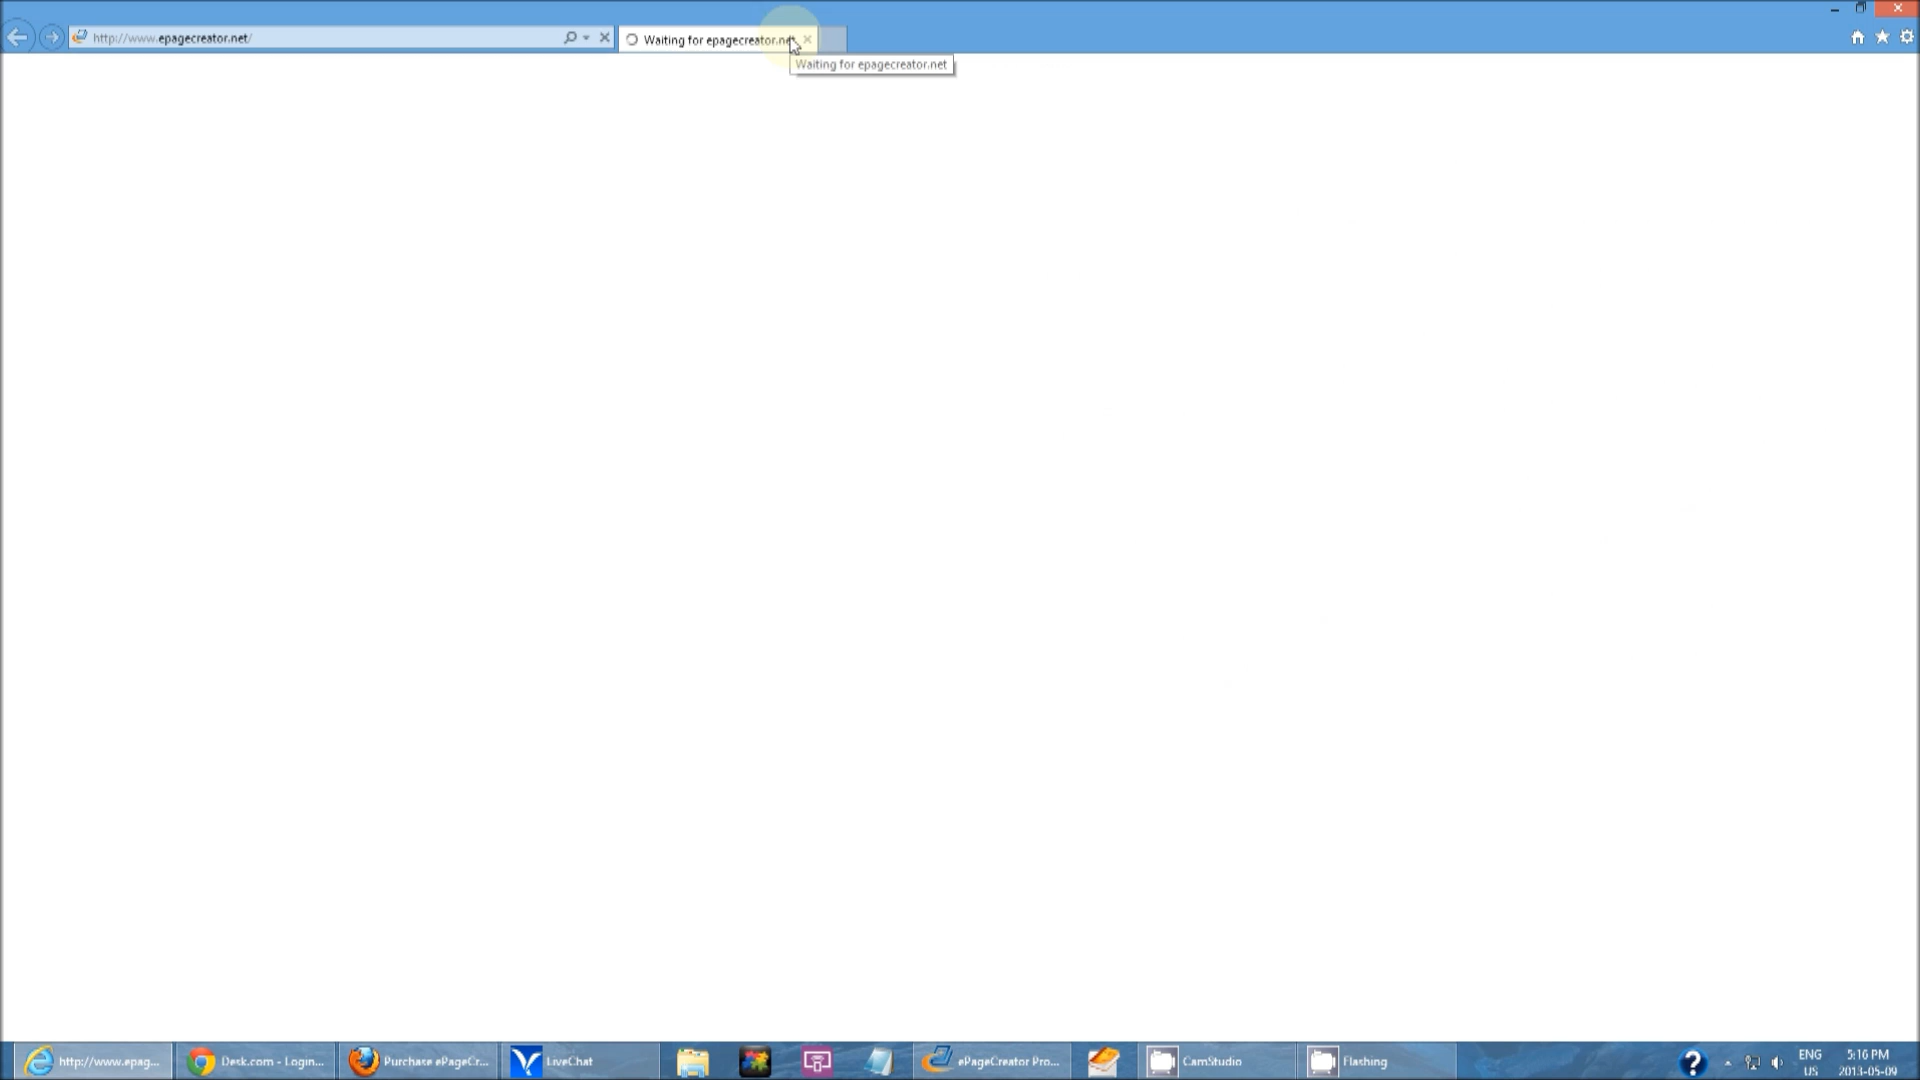 http://www.epagecreator.net/
Waiting for epagecreator.net
Waiting for epagecreator.net
http://www.epag...
Desk.com - Login...
Purchase ePageCr...
LiveChat
ePageCreator Pro...
CamStudio
Flashing
ENG
US
5:16 PM
2013-05-09